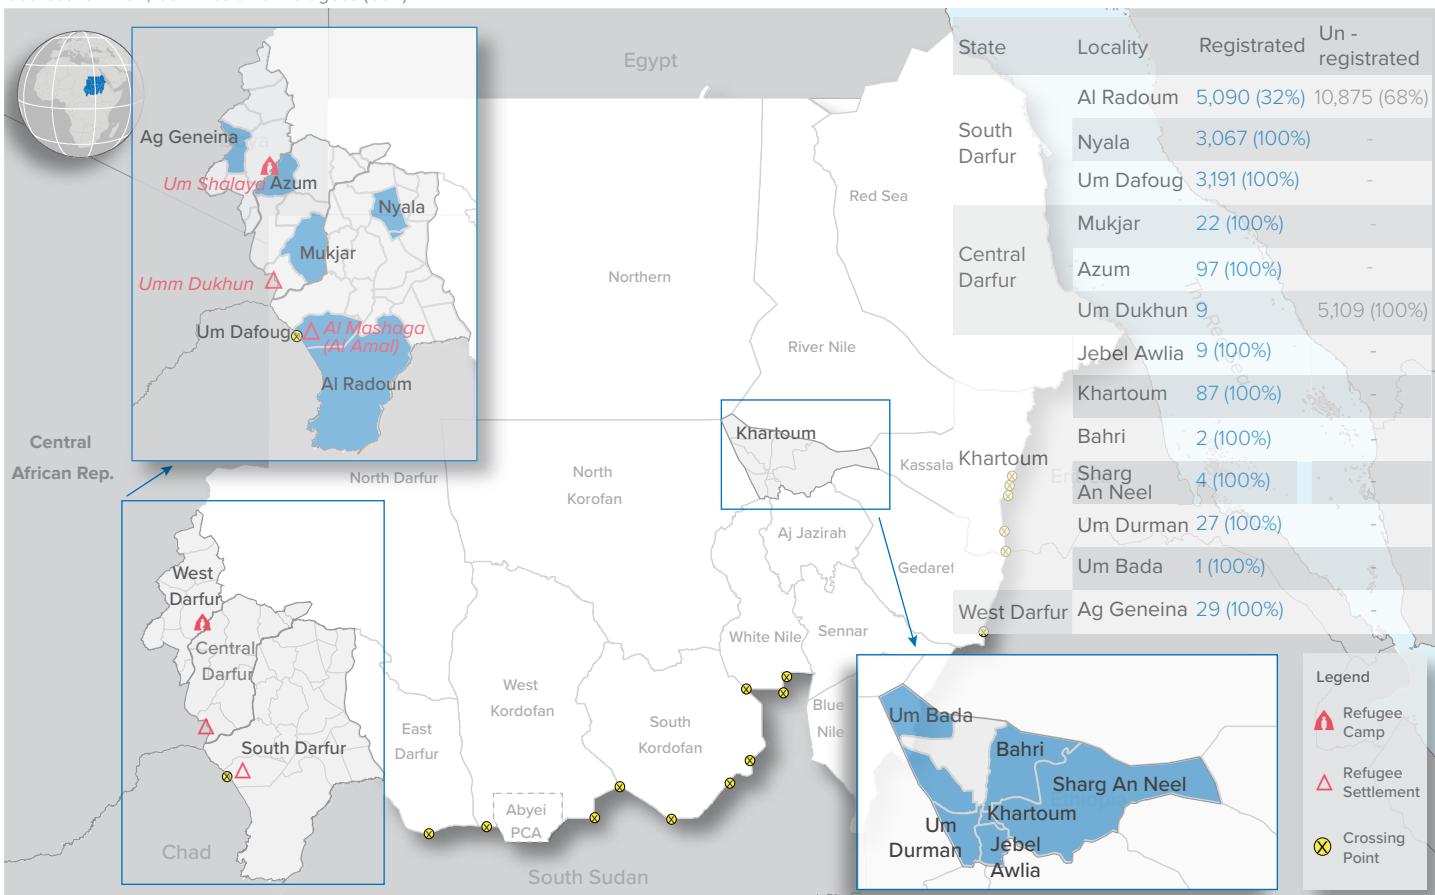 Egypt
Ag Geneina
Um Shalaya
Azum
Nyala
Mukjar
Umm Dukhun
Um Dafoug
Al Mashaga
(Al Amal)
Al Radoum
Central
African Rep.
North Darfur
Northern
Red Sea
River Nile
North
Korofan
Khartoum
Kassala
Aj Jazirah
Gedaref
White Nile
Sennar
West
Kordofan
South
Kordofan
East
Darfur
Abyei
PCA
Blue
Nile
South Sudan
Chad
West
Darfur
Central
Darfur
South Darfur
The Red Sea
Ethiopia
State Locality Registrated Un -
registrated
South
Darfur
Al Radoum 5,090 (32%) 10,875 (68%)
Nyala 3,067 (100%) -
Um Dafoug 3,191 (100%) -
Central
Darfur
Mukjar 22 (100%) -
Azum 97 (100%) -
Um Dukhun 9 5,109 (100%)
Khartoum
Jebel Awlia 9 (100%) -
Khartoum 87 (100%) -
Bahri 2 (100%) -
Sharg
An Neel 4 (100%) -
Um Durman 27 (100%) -
Um Bada 1 (100%) -
West Darfur Ag Geneina 29 (100%) -
Um Bada
Bahri
Sharg An Neel
Khartoum
Um
Durman
Jebel
Awlia
Legend
Refugee
Camp
Refugee
Settlement
Crossing
Point